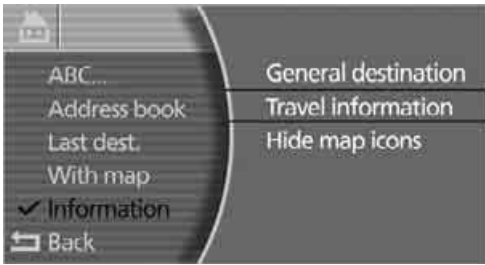 ABC...
Address book
Last dest.
With map
Information
Back
General destination
Travel information
Hide map icons